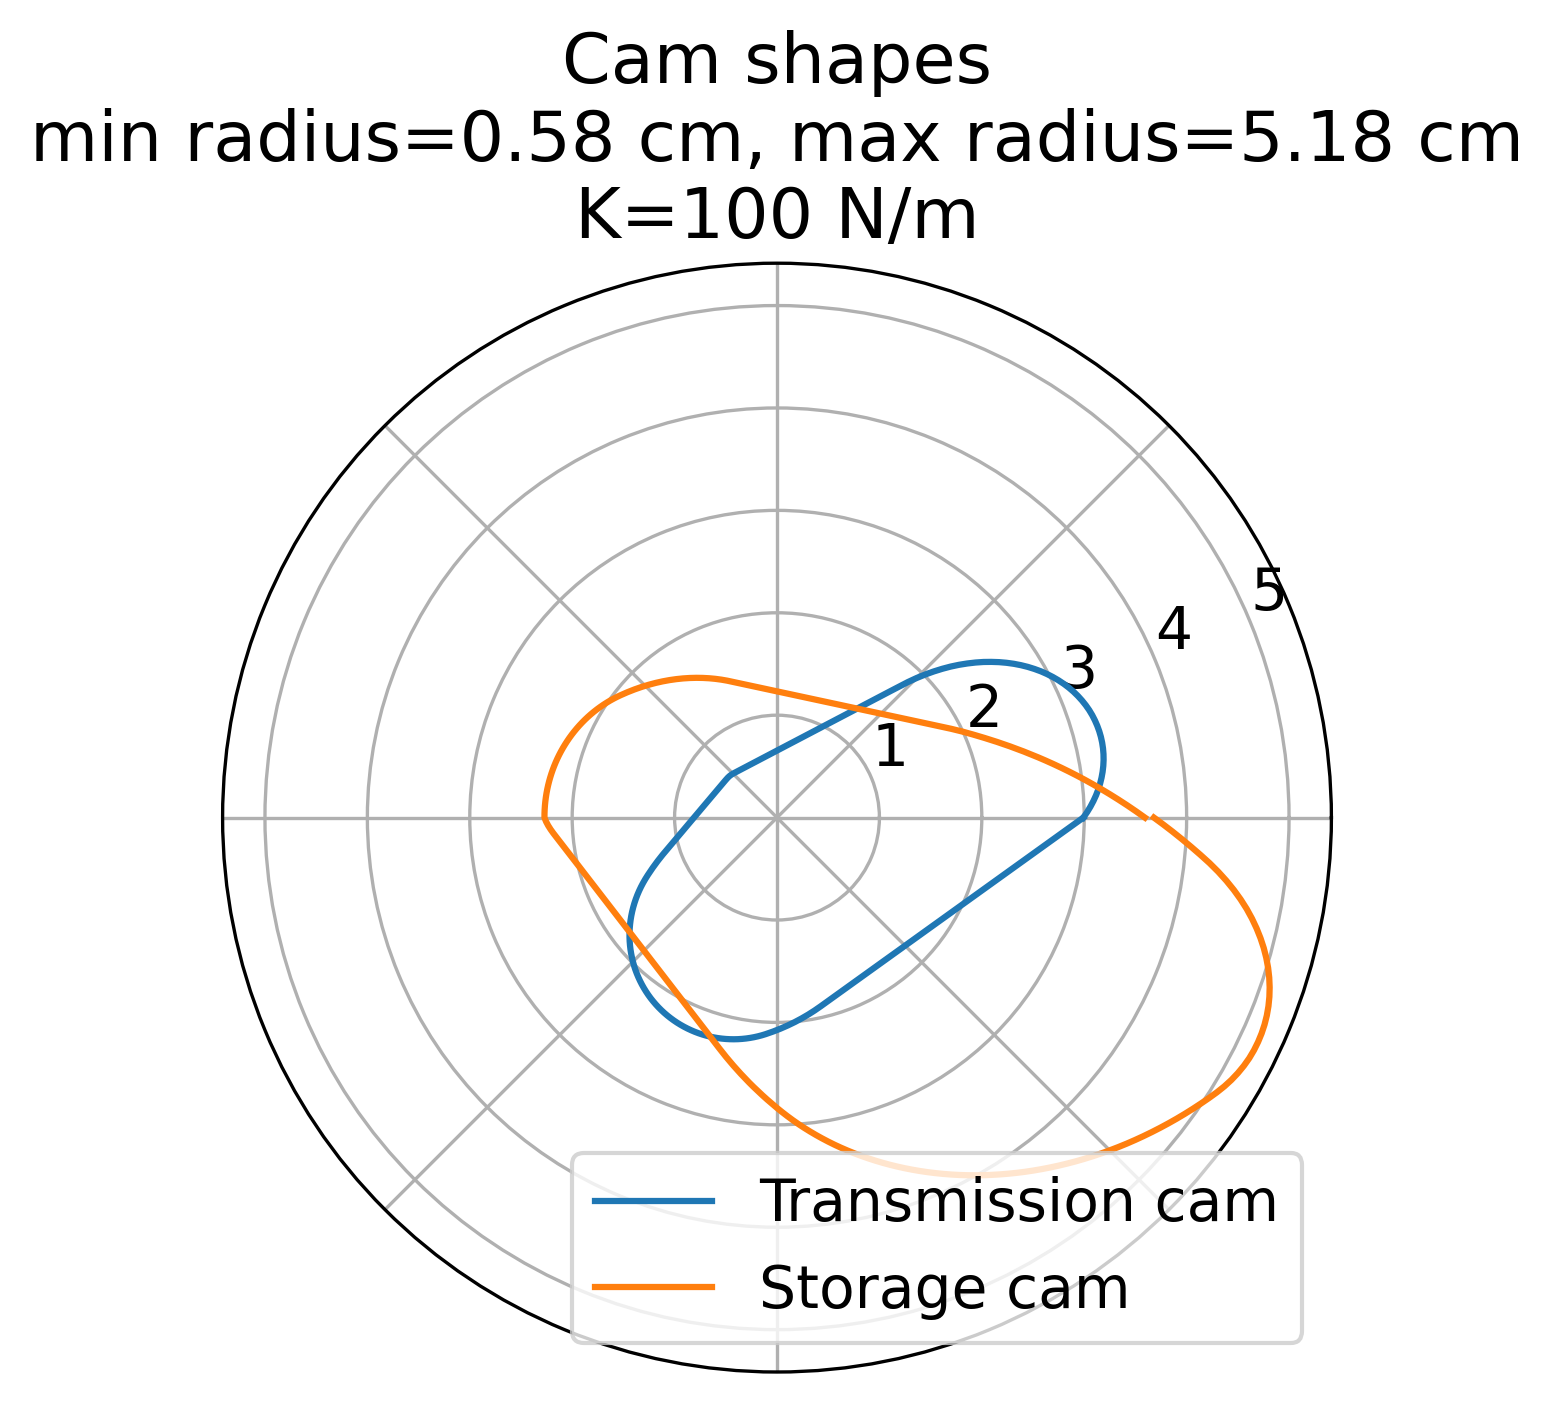 Cam shapes
min radius=0.58 cm, max radius=5.18 cm
K=100 N/m
5
4
3
2
1
Transmission cam
Storage cam